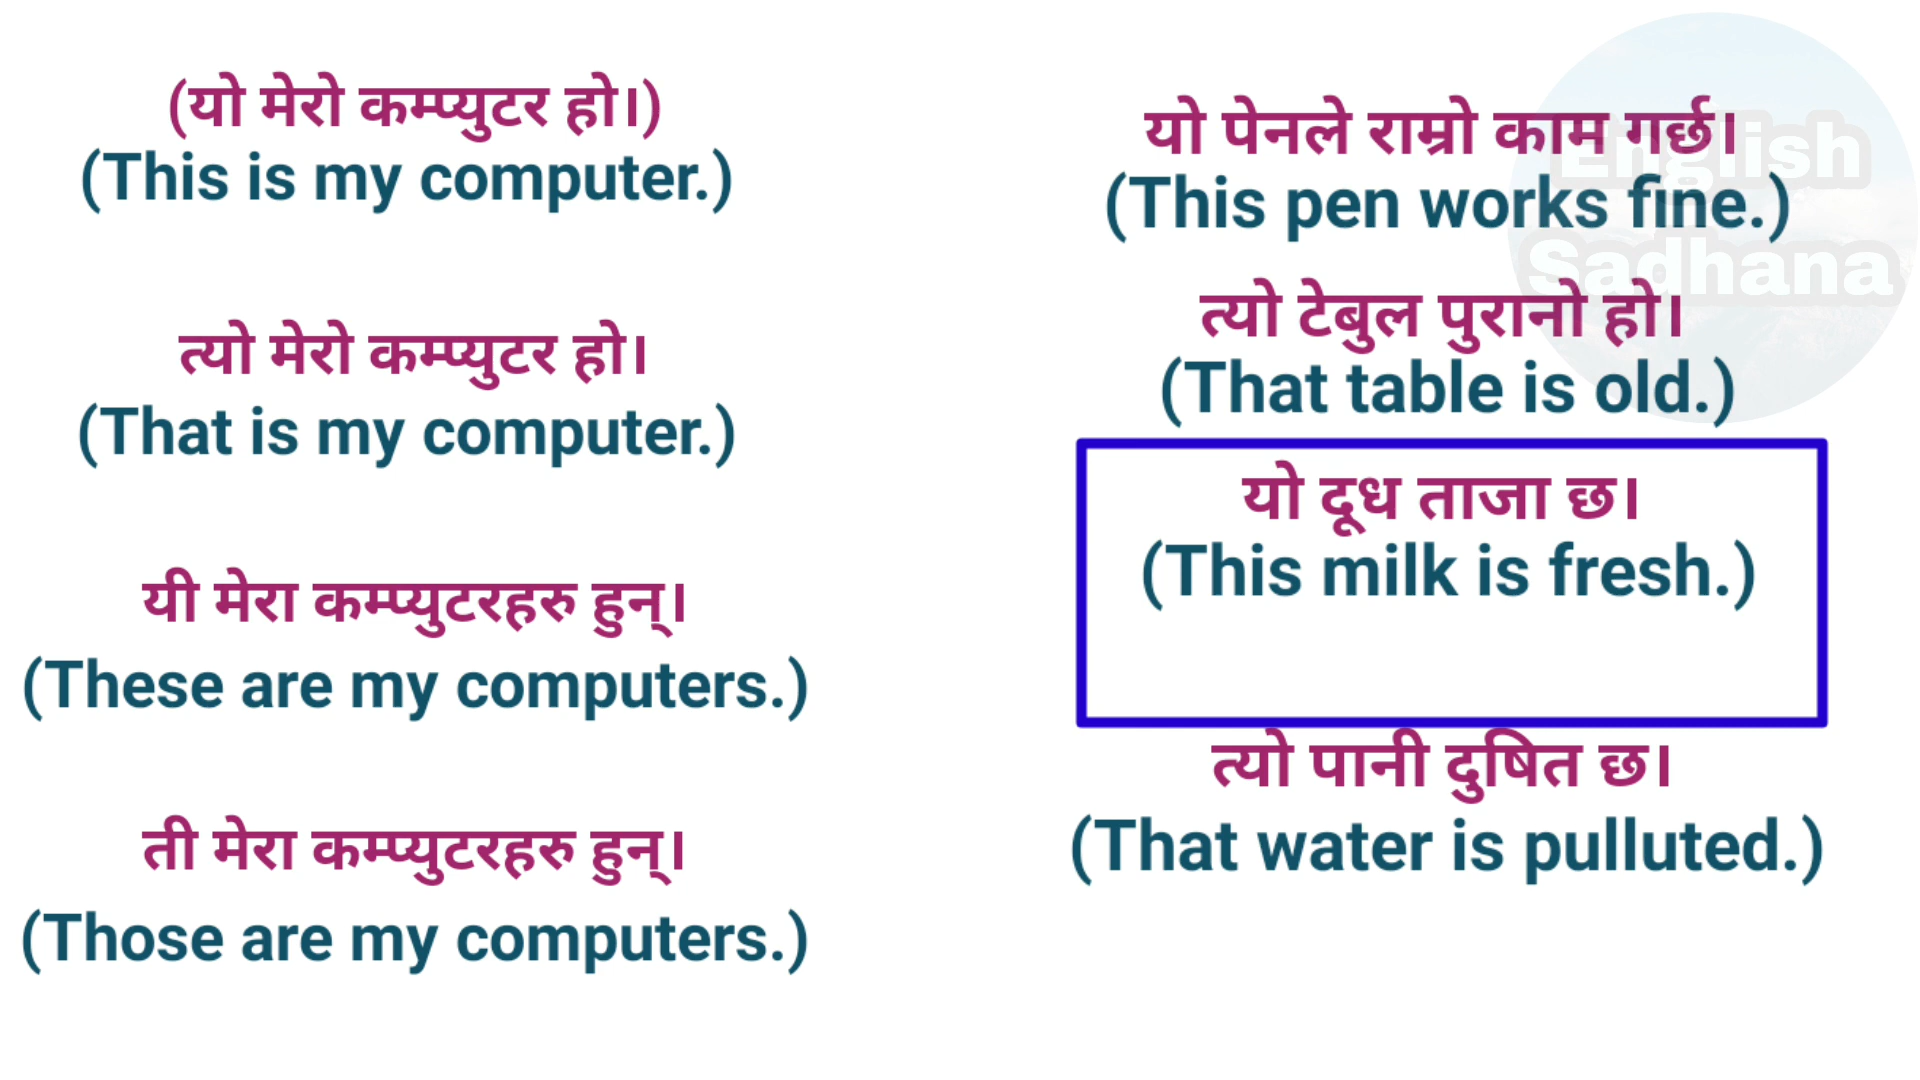 (यो मेरो कम्प्युटर हो।)
(This is my computer.)
त्यो मेरो कम्प्युटर हो।
(That is my computer.)
यी मेरा कम्प्युटरहरु हुन्।
(These are my computers.)
ती मेरा कम्प्युटरहरु हुन्।
(Those are my computers.)
यो पेनले राम्रो काम गर्छ।
(This pen works fine.)
त्यो टेबुल पुरानो हो।
(That table is old.)
यो दूध ताजा छ।
(This milk is fresh.)
त्यो पानी दुषित छ।
(That water is pulluted.)
English
Sadhana